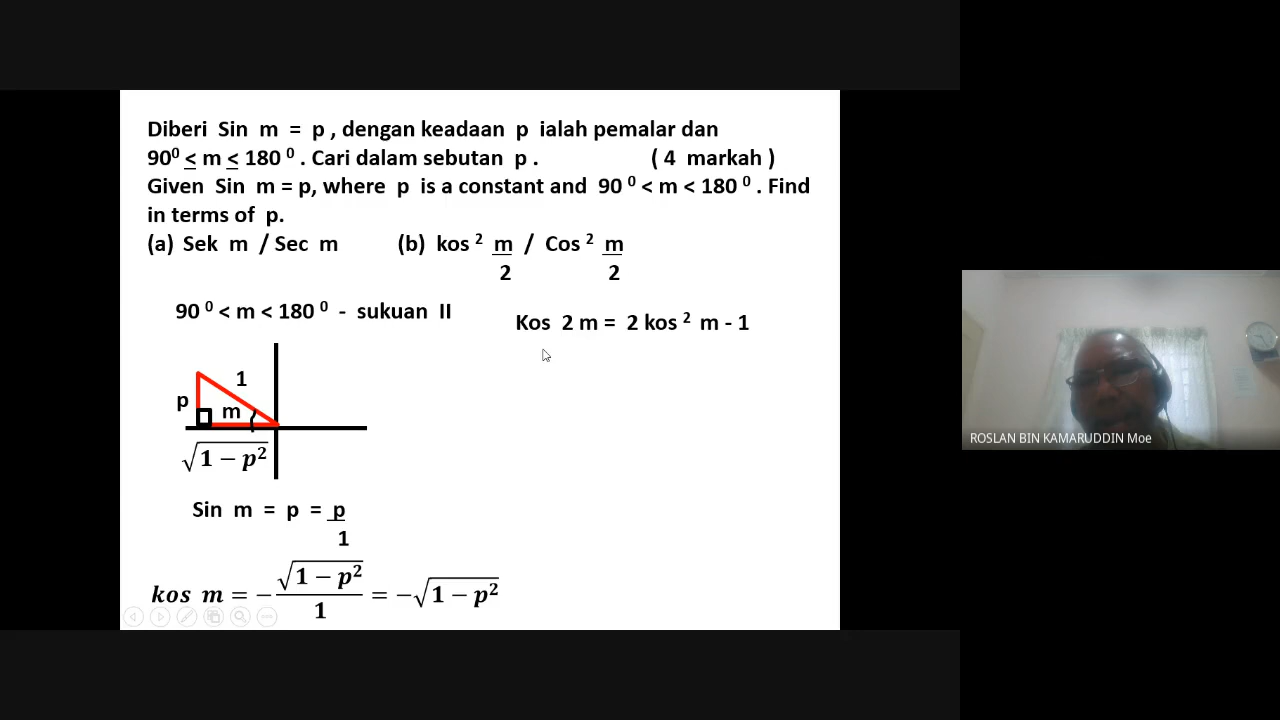 Diberi Sin m = p , dengan keadaan p ialah pemalar dan
90⁰ < m < 180 ⁰ . Cari dalam sebutan p . ( 4 markah )
Given Sin m = p, where p is a constant and 90 ⁰ < m < 180 ⁰ . Find
in terms of p.
(a) Sek m / Sec m (b) kos ² m / Cos ² m
2 2
90 ⁰ < m < 180 ⁰ - sukuan II
Kos 2 m = 2 kos ² m - 1
1
p
m
√1 − p²
Sin m = p = p
1
kos m = − √1 − p² / 1 = −√1 − p²
ROSLAN BIN KAMARUDDIN Moe